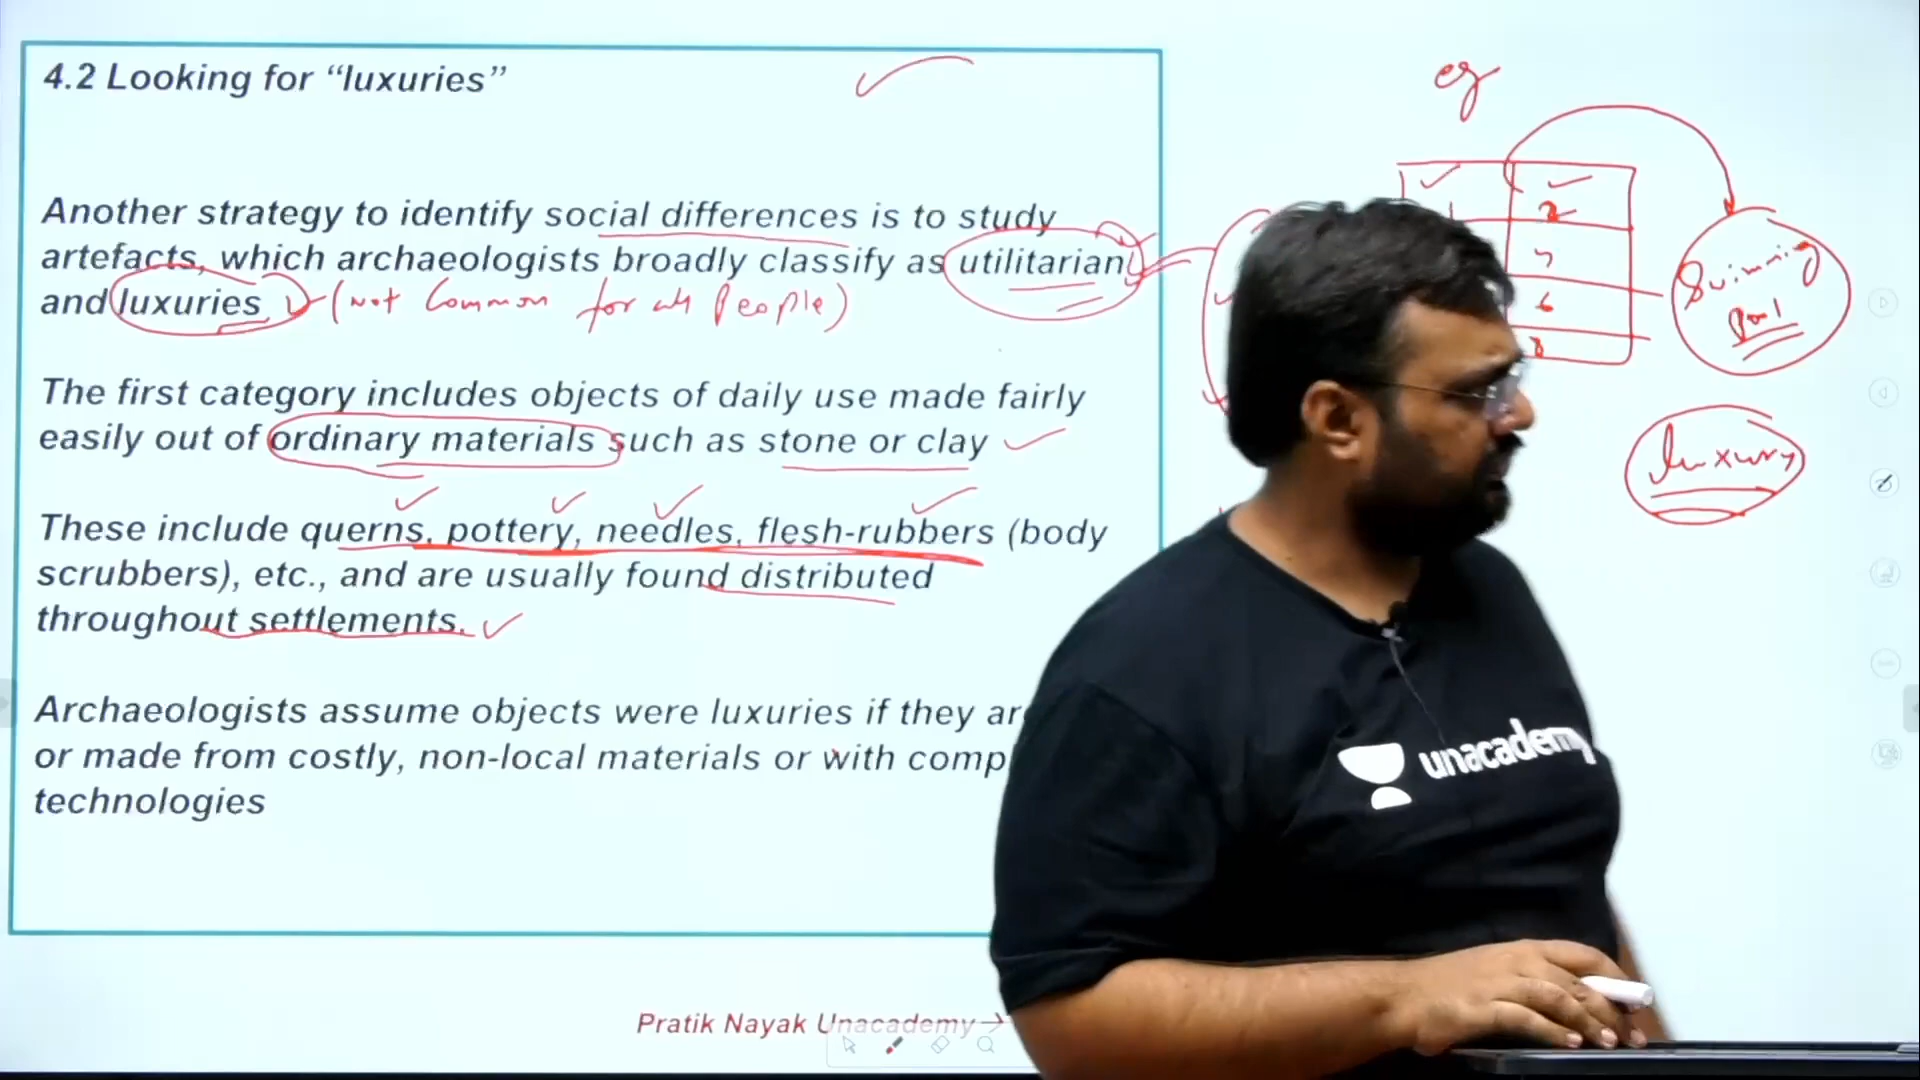 4.2 Looking for “luxuries”
Another strategy to identify social differences is to study
artefacts, which archaeologists broadly classify as utilitarian
and luxuries (Not Common for all People)
The first category includes objects of daily use made fairly
easily out of ordinary materials such as stone or clay
These include querns, pottery, needles, flesh-rubbers (body
scrubbers), etc., and are usually found distributed
throughout settlements.
Archaeologists assume objects were luxuries if they
or made from costly, non-local materials or with
technologies
Pratik Nayak Unacademy
eg
2
6
8
Swimming
Pool
luxury
unacademy